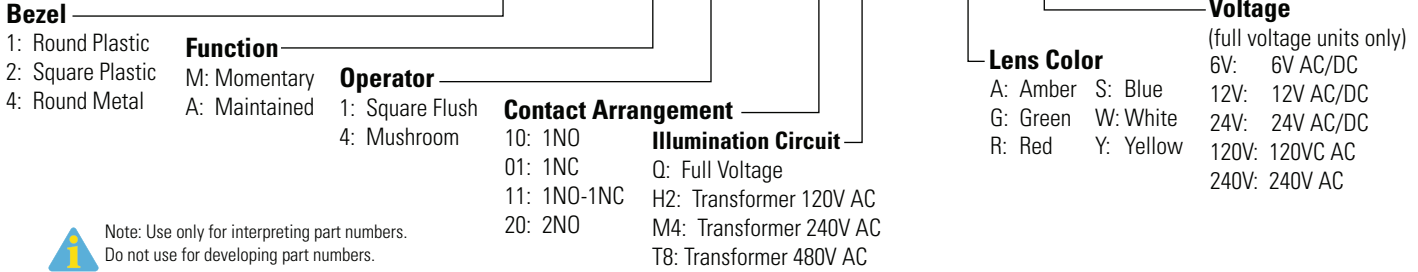 Bezel
1: Round Plastic
2: Square Plastic
4: Round Metal
Function
M: Momentary
A: Maintained
Operator
1: Square Flush
4: Mushroom
Contact Arrangement
10: 1NO
01: 1NC
11: 1NO-1NC
20: 2NO
Illumination Circuit
Q: Full Voltage
H2: Transformer 120V AC
M4: Transformer 240V AC
T8: Transformer 480V AC
Lens Color
A: Amber S: Blue
G: Green W: White
R: Red Y: Yellow
Voltage
(full voltage units only)
6V: 6V AC/DC
12V: 12V AC/DC
24V: 24V AC/DC
120V: 120VC AC
240V: 240V AC
Note: Use only for interpreting part numbers.
Do not use for developing part numbers.